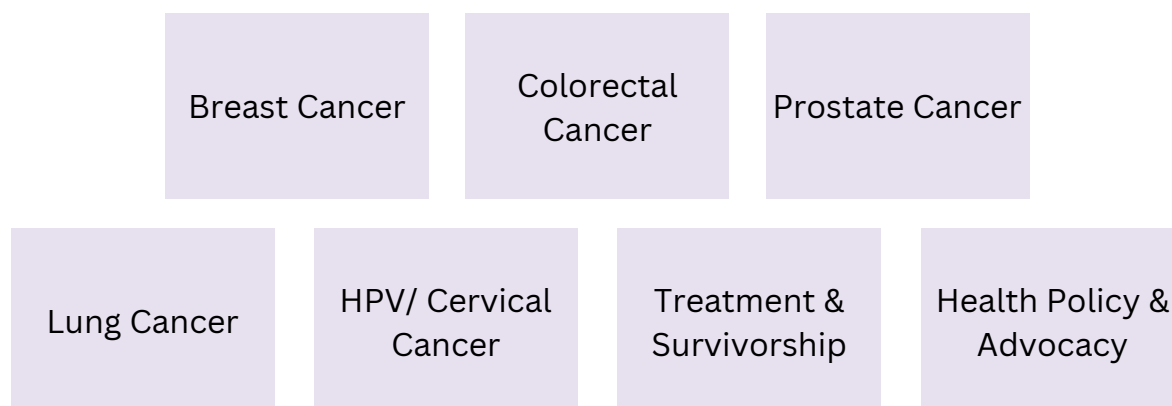 Breast Cancer
Colorectal
Cancer
Prostate Cancer
Lung Cancer
HPV/ Cervical
Cancer
Treatment &
Survivorship
Health Policy &
Advocacy